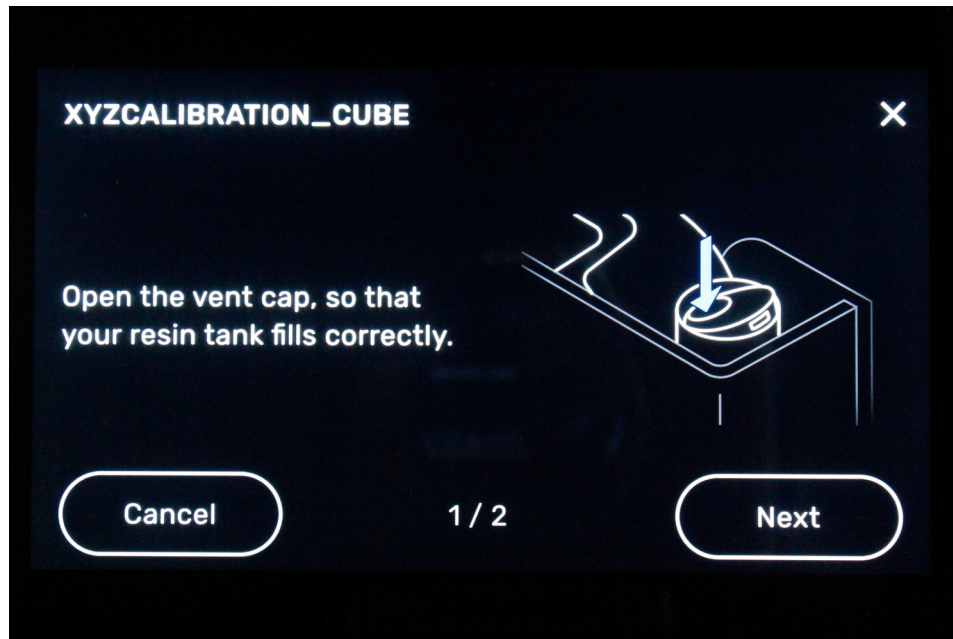 XYZCALIBRATION_CUBE
Open the vent cap, so that
your resin tank fills correctly.
Cancel
1 / 2
Next